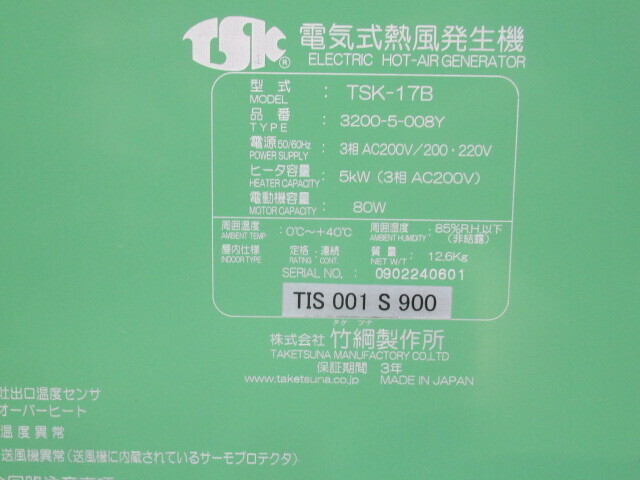 TSK® 電気式熱風発生機
ELECTRIC HOT-AIR GENERATOR
型式 MODEL : TSK-17B
品番 TYPE : 3200-5-008Y
電源50/60Hz POWER SUPPLY : 3相 AC200V/200・220V
ヒータ容量 HEATER CAPACITY : 5kW (3相 AC200V)
電動機容量 MOTOR CAPACITY : 80W
周囲温度 AMBIENT TEMP. : 0℃～+40℃ 周囲湿度 AMBIENT HUMIDITY : 85%R.H.以下 (非結露)
屋内仕様 INDOOR TYPE 定格:連続 RATING:CONT. 質量 NET W/T : 12.6Kg
SERIAL NO. : 0902240601
TIS 001 S 900
タケ ツナ
株式会社 竹綱製作所
TAKETSUNA MANUFACTORY CO.,LTD
保証期間 3年
www.taketsuna.co.jp MADE IN JAPAN
吐出口温度センサ
オーバーヒート
温度異常
送風機異常(送風機に内蔵されているサーモプロテクタ)